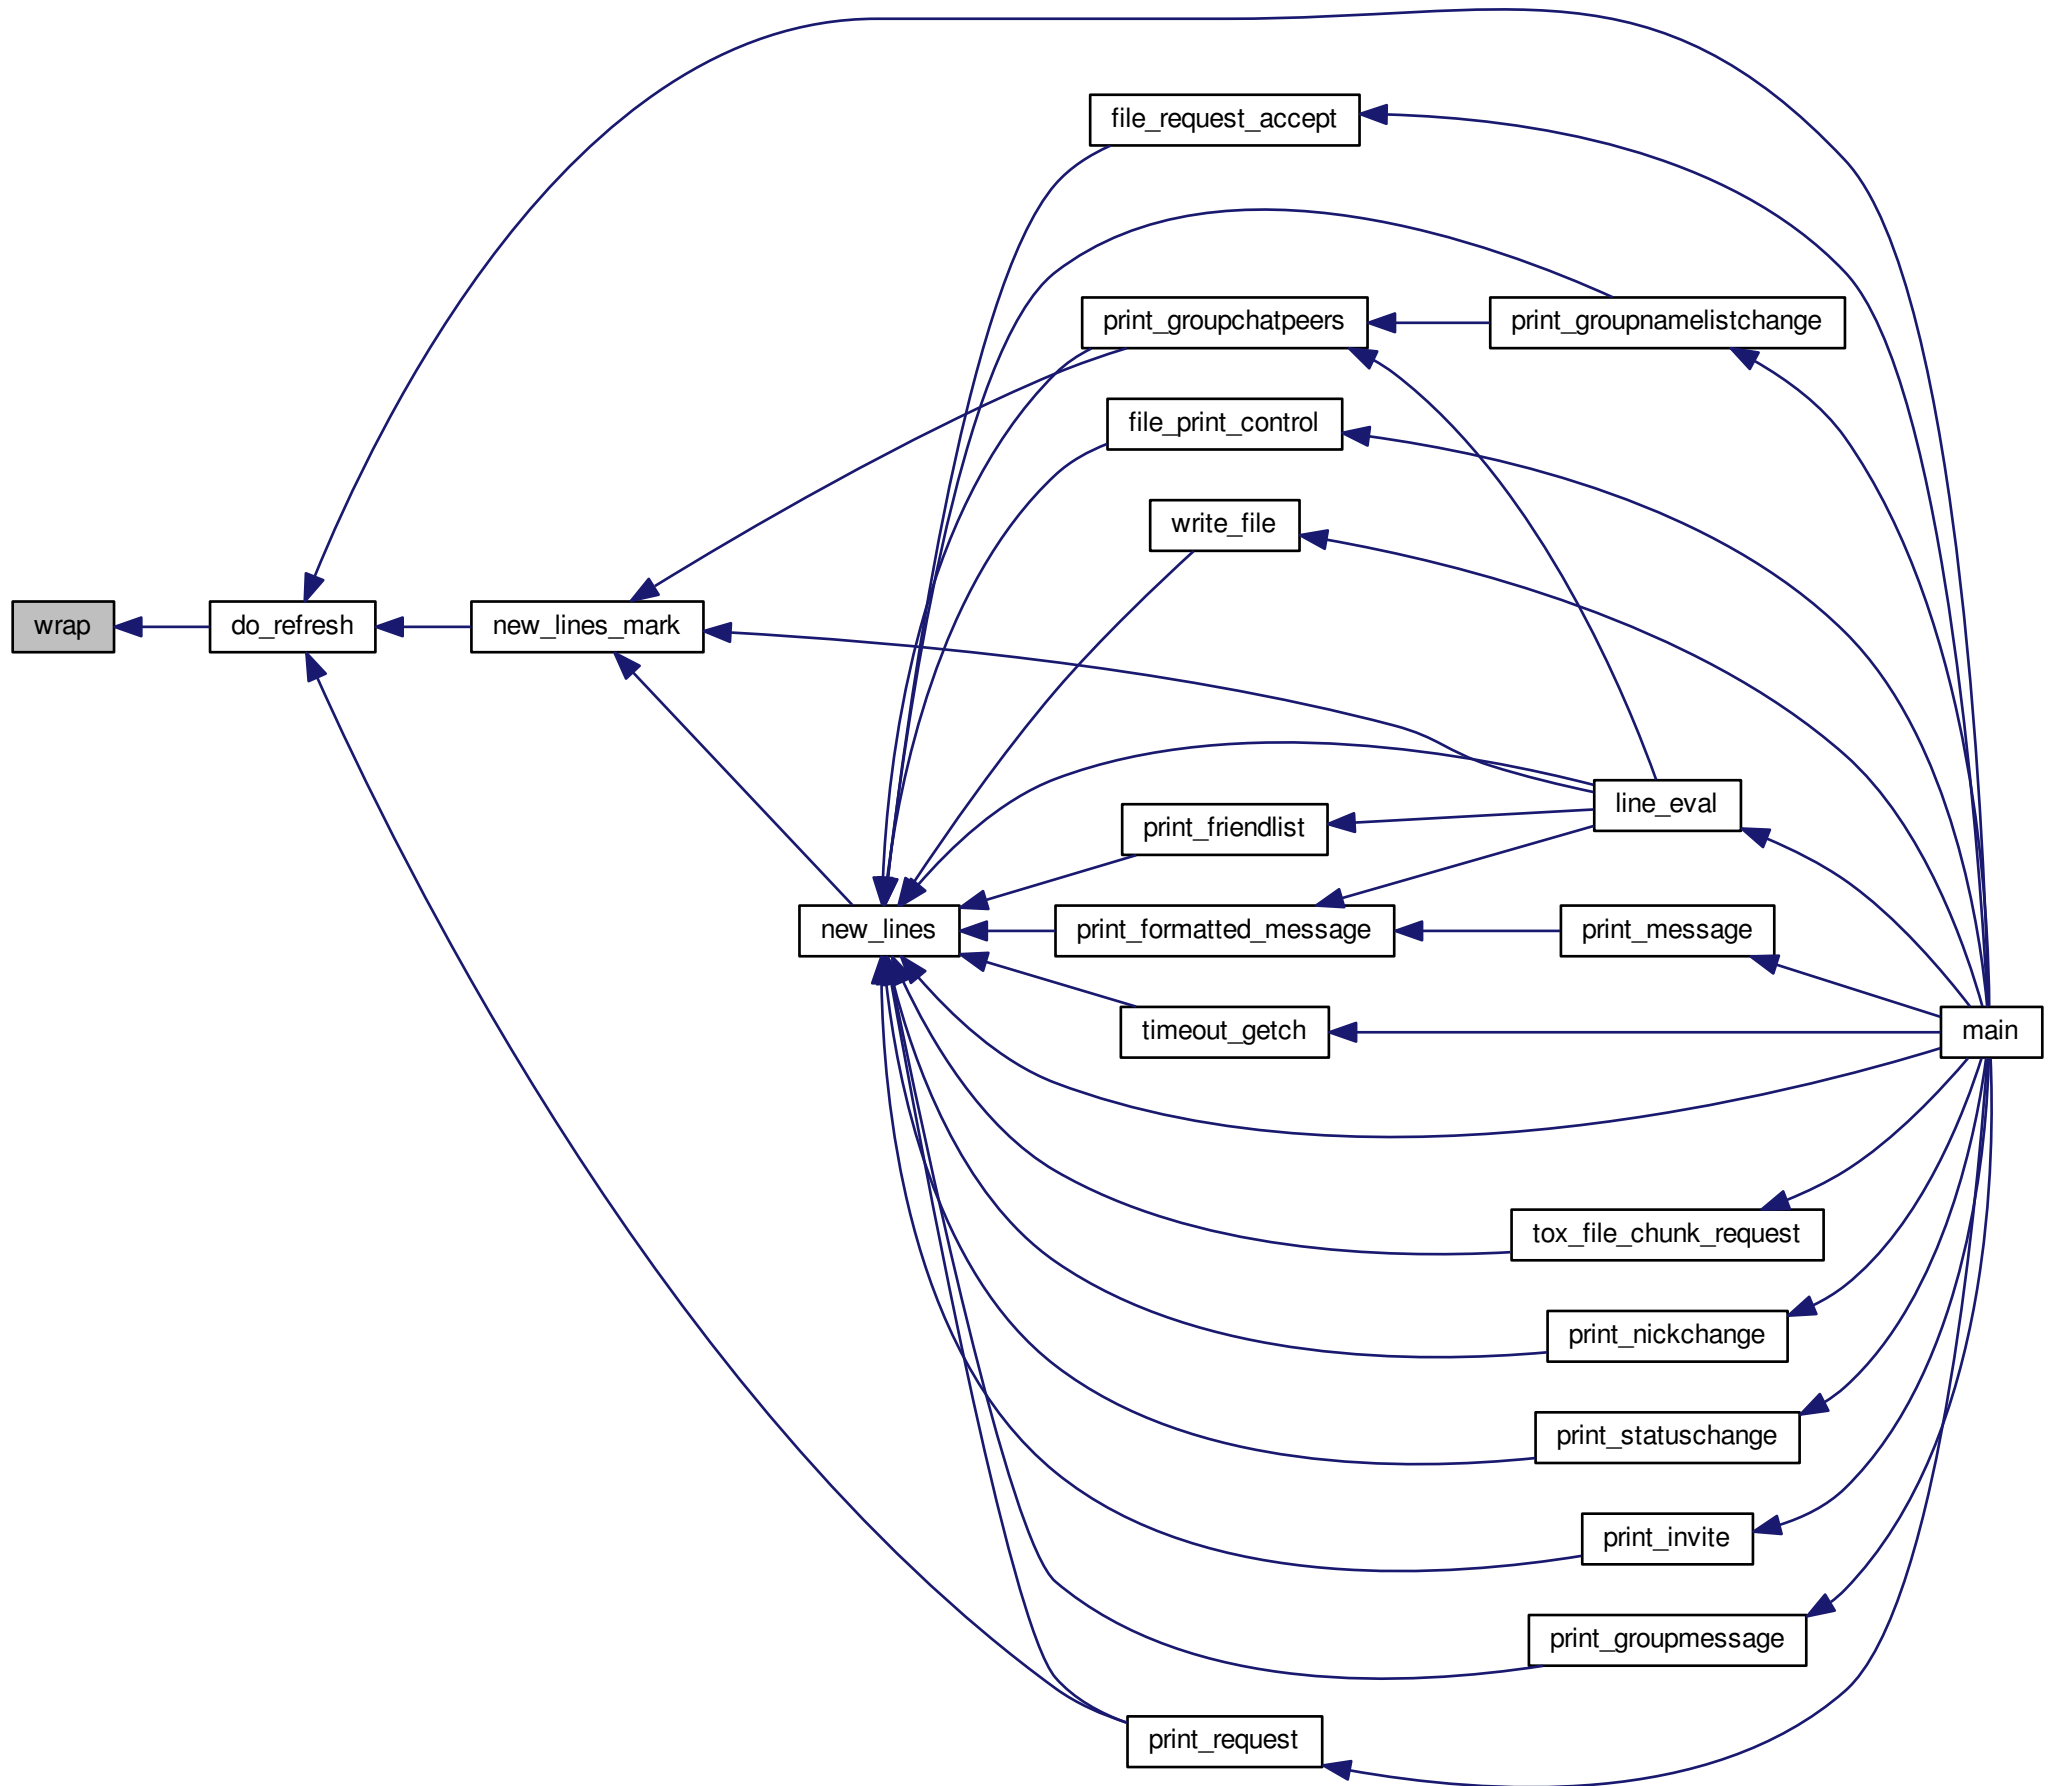 file_request_accept
print_groupchatpeers
print_groupnamelistchange
file_print_control
write_file
wrap
do_refresh
new_lines_mark
line_eval
print_friendlist
new_lines
print_formatted_message
print_message
timeout_getch
main
tox_file_chunk_request
print_nickchange
print_statuschange
print_invite
print_groupmessage
print_request